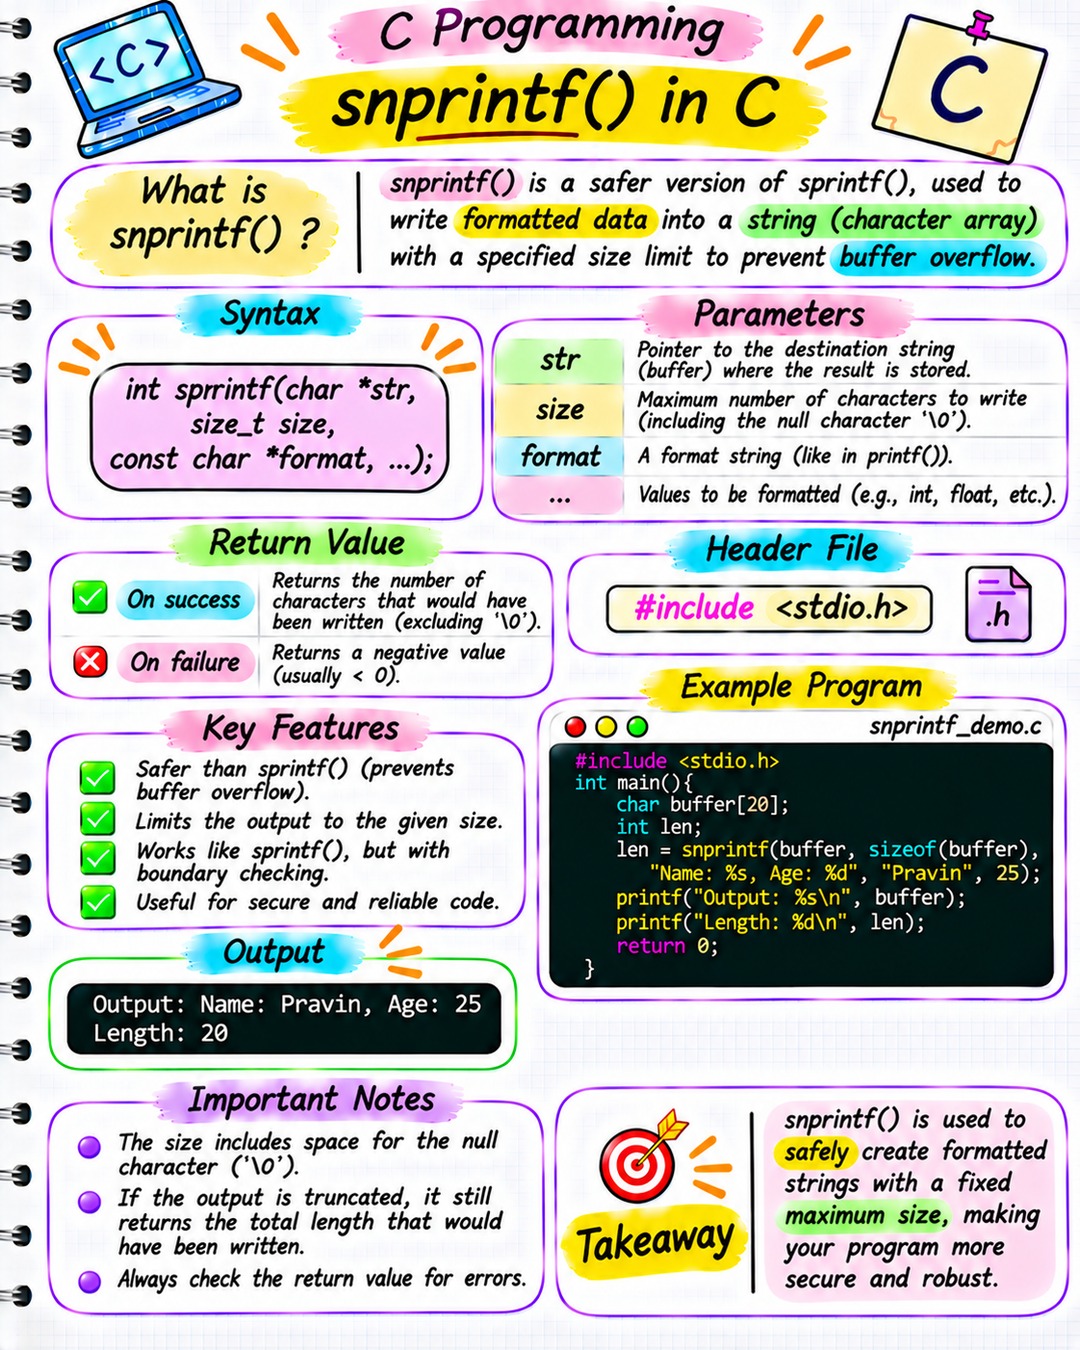 <C>
C Programming
snprintf() in C
C
What is
snprintf() ?
snprintf() is a safer version of sprintf(), used to
write formatted data into a string (character array)
with a specified size limit to prevent buffer overflow.
Syntax
int sprrintf(char *str,
size_t size,
const char *format, ...);
Parameters
str
Pointer to the destination string
(buffer) where the result is stored.
size
Maximum number of characters to write
(including the null character '\0').
format
A format string (like in printf()).
...
Values to be formatted (e.g., int, float, etc.).
Return Value
On success
Returns the number of
characters that would have
been written (excluding '\0').
On failure
Returns a negative value
(usually < 0).
Header File
#include <stdio.h>
.h
Key Features
Safer than sprintf() (prevents
buffer overflow).
Limits the output to the given size.
Works like sprintf(), but with
boundary checking.
Useful for secure and reliable code.
Example Program
snprintf_demo.c
#include <stdio.h>
int main(){
char buffer[20];
int len;
len = snprintf(buffer, sizeof(buffer),
"Name: %s, Age: %d", "Pravin", 25);
printf("Output: %s\n", buffer);
printf("Length: %d\n", len);
return 0;
}
Output
Output: Name: Pravin, Age: 25
Length: 20
Important Notes
The size includes space for the null
character ('\0').
If the output is truncated, it still
returns the total length that would
have been written.
Always check the return value for errors.
Takeaway
snprintf() is used to
safely create formatted
strings with a fixed
maximum size, making
your program more
secure and robust.